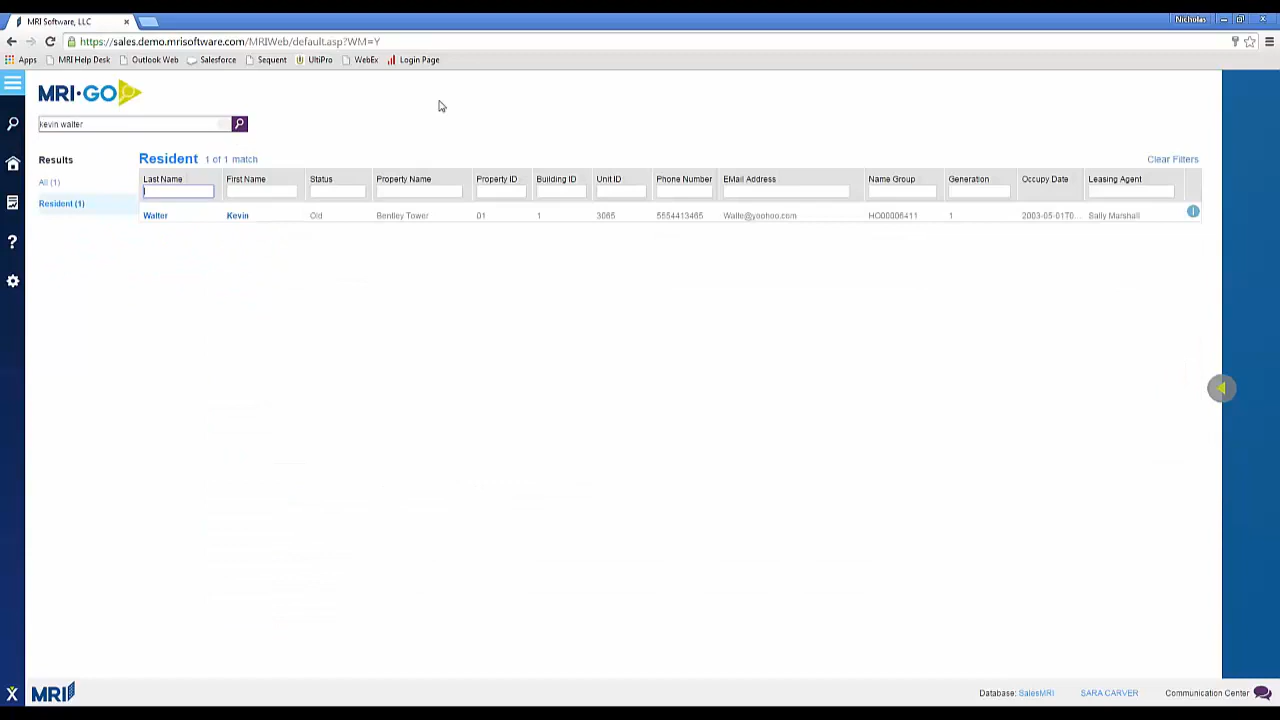 MRI Software, LLC
Nicholas
https://sales.demo.mrisoftware.com/MRIWeb/default.asp?WM=Y
Apps MRI Help Desk Outlook Web Salesforce Sequent UltiPro WebEx Login Page
MRI·GO
kevin walter
Results
Resident 1 of 1 match Clear Filters
All (1)
Resident (1)
Last Name First Name Status Property Name Property ID Building ID Unit ID Phone Number EMail Address Name Group Generation Occupy Date Leasing Agent
Walter Kevin Old Bentley Tower 01 1 3065 5554413465 Walle@yoohoo.com HO00006411 1 2003-05-01T0... Sally Marshall
MRI
Database: SalesMRI SARA CARVER Communication Center